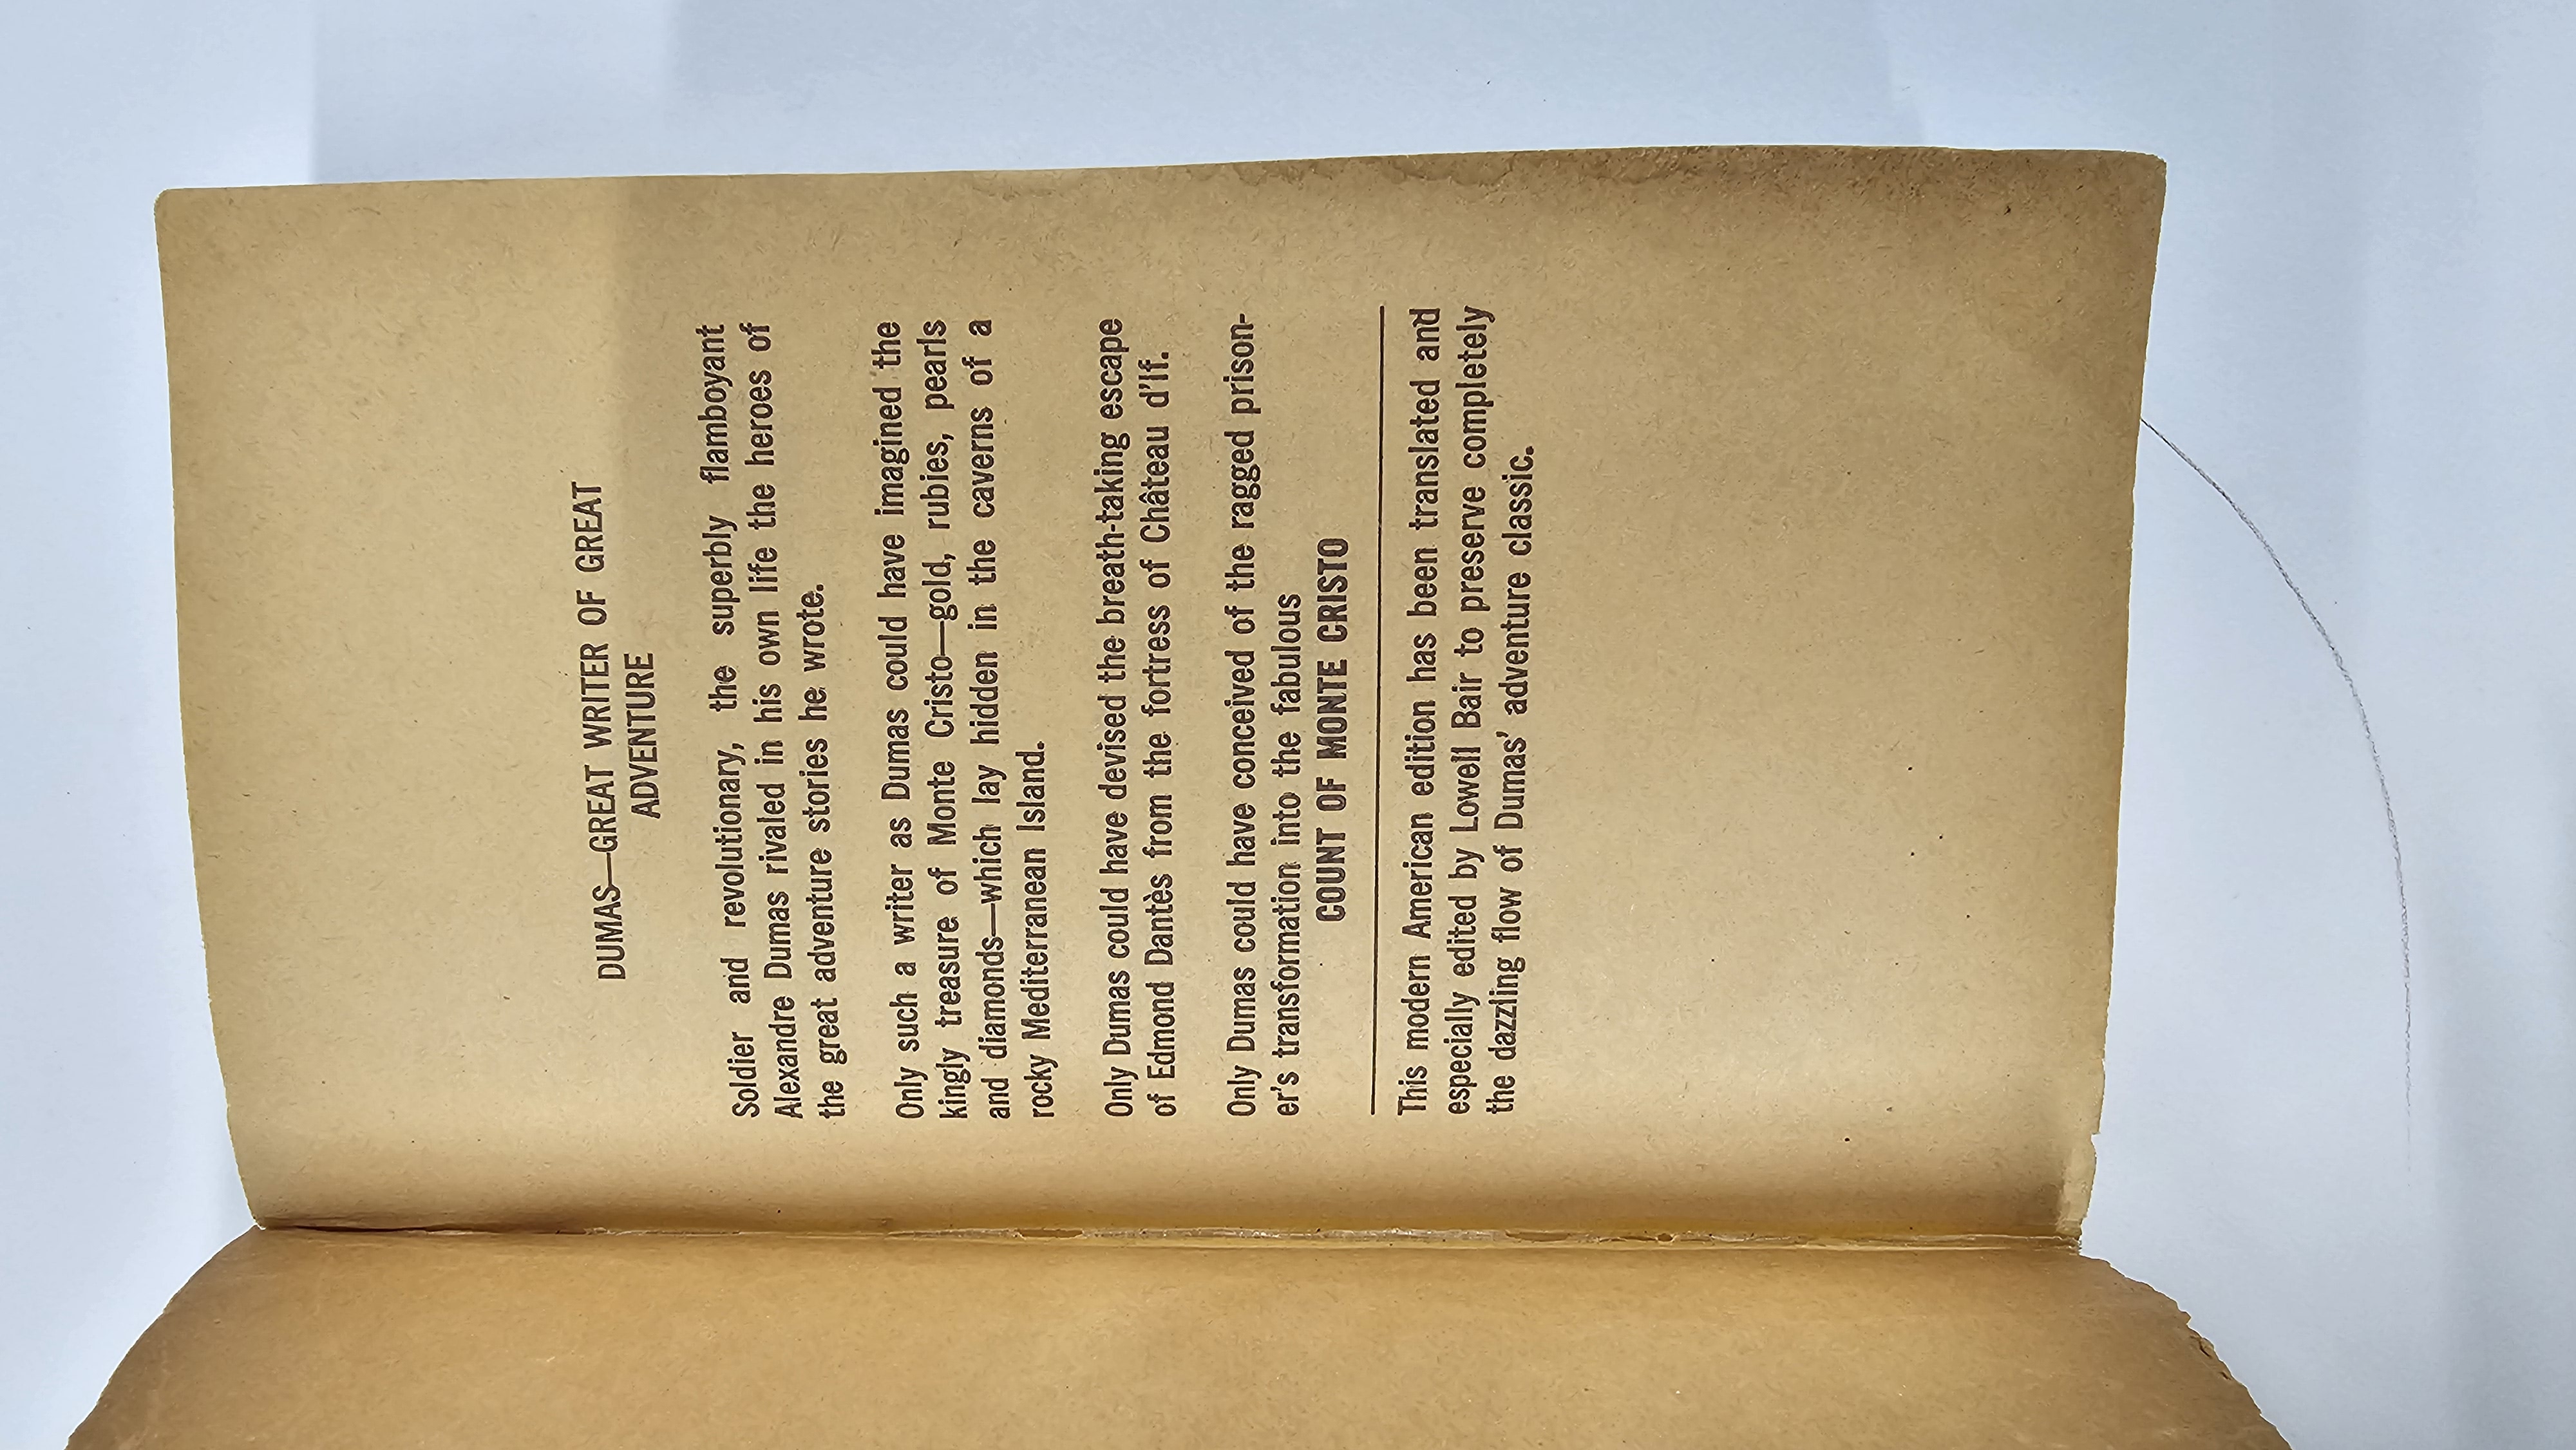 DUMAS—GREAT WRITER OF GREAT
ADVENTURE
Soldier and revolutionary, the superbly flamboyant
Alexandre Dumas rivaled in his own life the heroes of
the great adventure stories he wrote.
Only such a writer as Dumas could have imagined the
kingly treasure of Monte Cristo—gold, rubies, pearls
and diamonds—which lay hidden in the caverns of a
rocky Mediterranean Island.
Only Dumas could have devised the breath-taking escape
of Edmond Dantès from the fortress of Château d'If.
Only Dumas could have conceived of the ragged prison-
er's transformation into the fabulous
COUNT OF MONTE CRISTO
This modern American edition has been translated and
especially edited by Lowell Bair to preserve completely
the dazzling flow of Dumas' adventure classic.